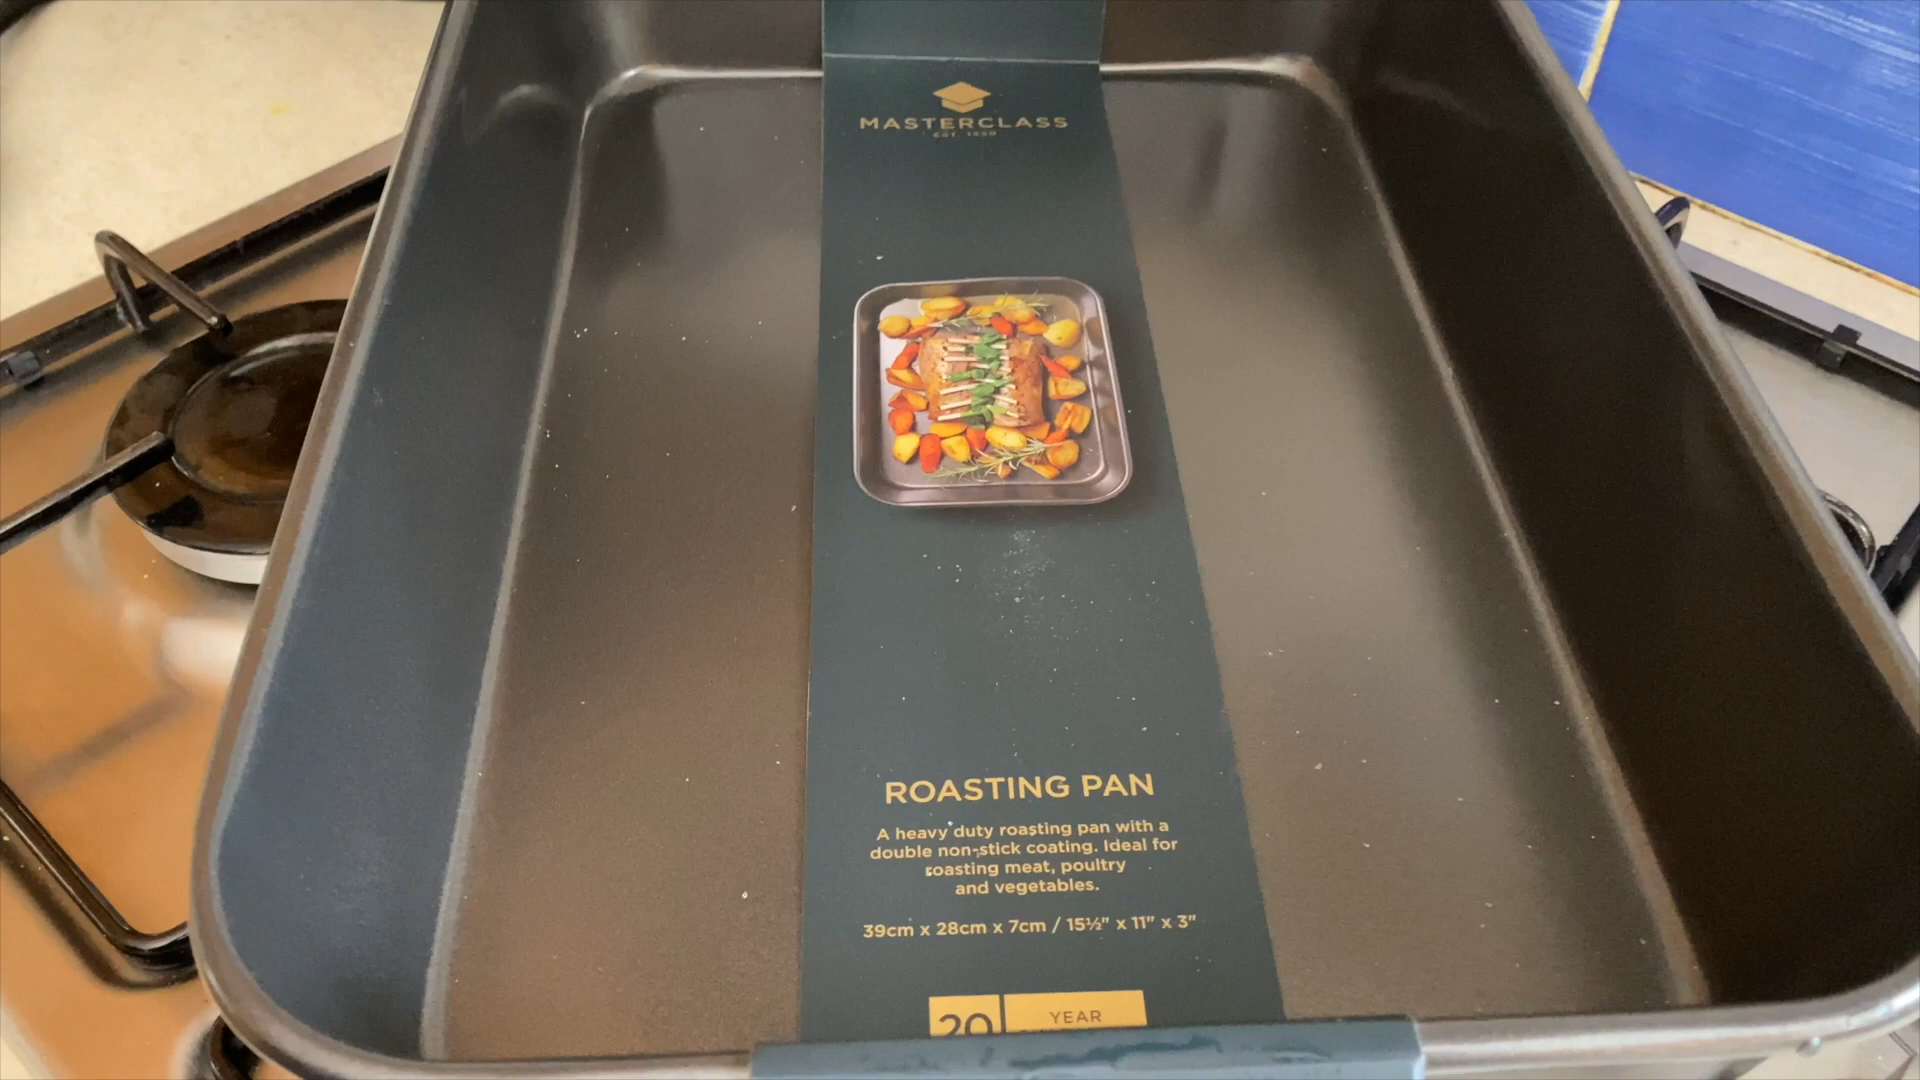 MASTERCLASS
ROASTING PAN
A heavy duty roasting pan with a
double non-stick coating. Ideal for
roasting meat, poultry
and vegetables.
39cm x 28cm x 7cm / 15½" x 11" x 3"
20 YEAR